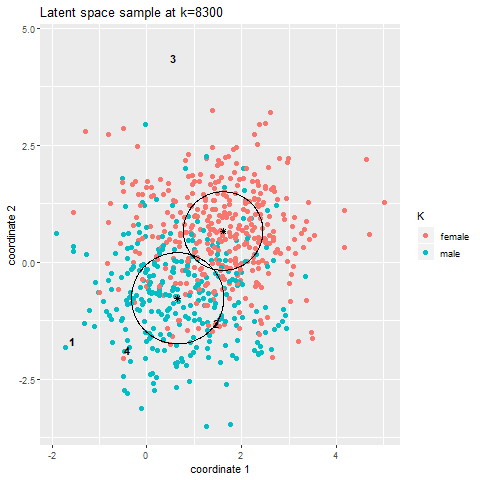 Latent space sample at k=8300
5.0
2.5
0.0
-2.5
-2
0
2
4
coordinate 1
coordinate 2
3
2
1
4
K
female
male